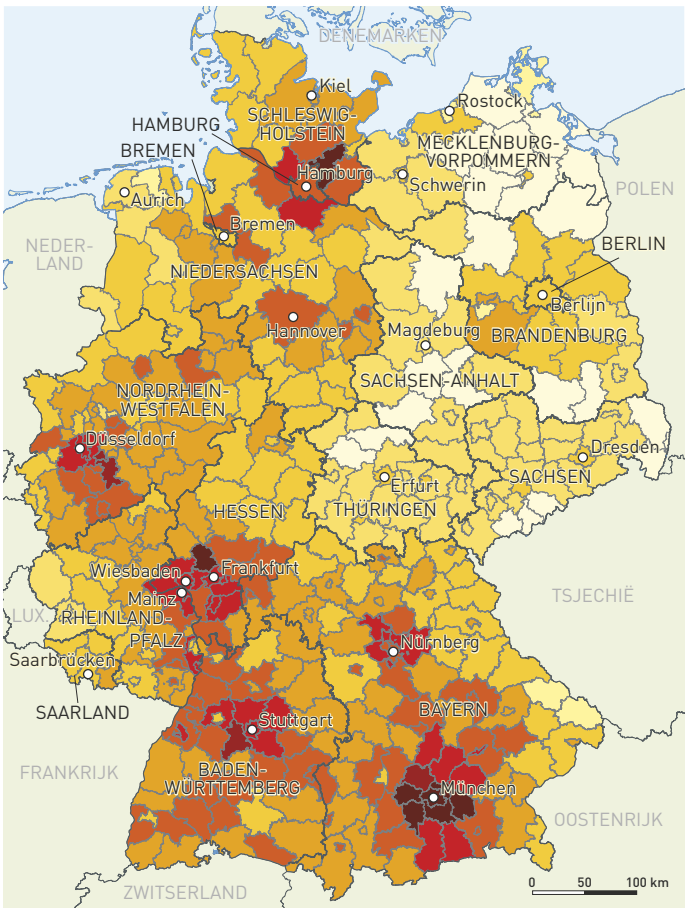 DENEMARKEN
Kiel
Rostock
SCHLESWIG-
HOLSTEIN
HAMBURG
BREMEN
MECKLENBURG-
VORPOMMERN
Hamburg
Schwerin
POLEN
Aurich
Bremen
NEDER-
LAND
BERLIN
NIEDERSACHSEN
Berlijn
Hannover
Magdeburg
BRANDENBURG
SACHSEN-ANHALT
NORDRHEIN-
WESTFALEN
Düsseldorf
Dresden
SACHSEN
Erfurt
THÜRINGEN
HESSEN
Wiesbaden
Frankfurt
Mainz
TSJECHIË
LUX.
RHEINLAND-
PFALZ
Nürnberg
Saarbrücken
SAARLAND
BAYERN
Stuttgart
FRANKRIJK
BADEN-
WÜRTTEMBERG
München
OOSTENRIJK
ZWITSERLAND
0 50 100 km